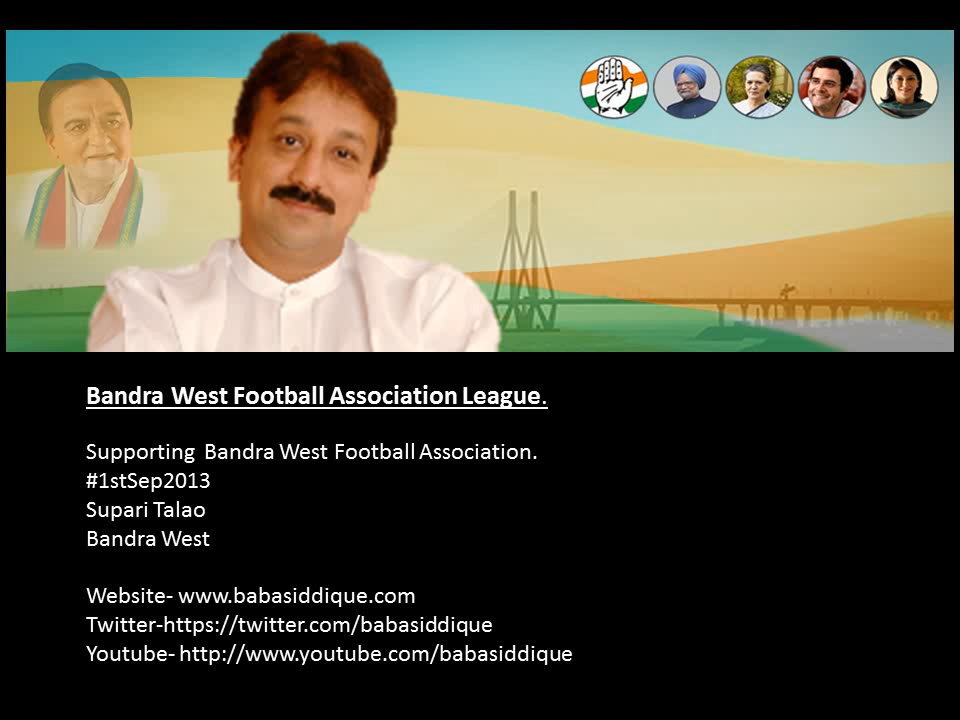 Bandra West Football Association League.
Supporting Bandra West Football Association.
#1stSep2013
Supari Talao
Bandra West
Website- www.babasiddique.com
Twitter-https://twitter.com/babasiddique
Youtube- http://www.youtube.com/babasiddique